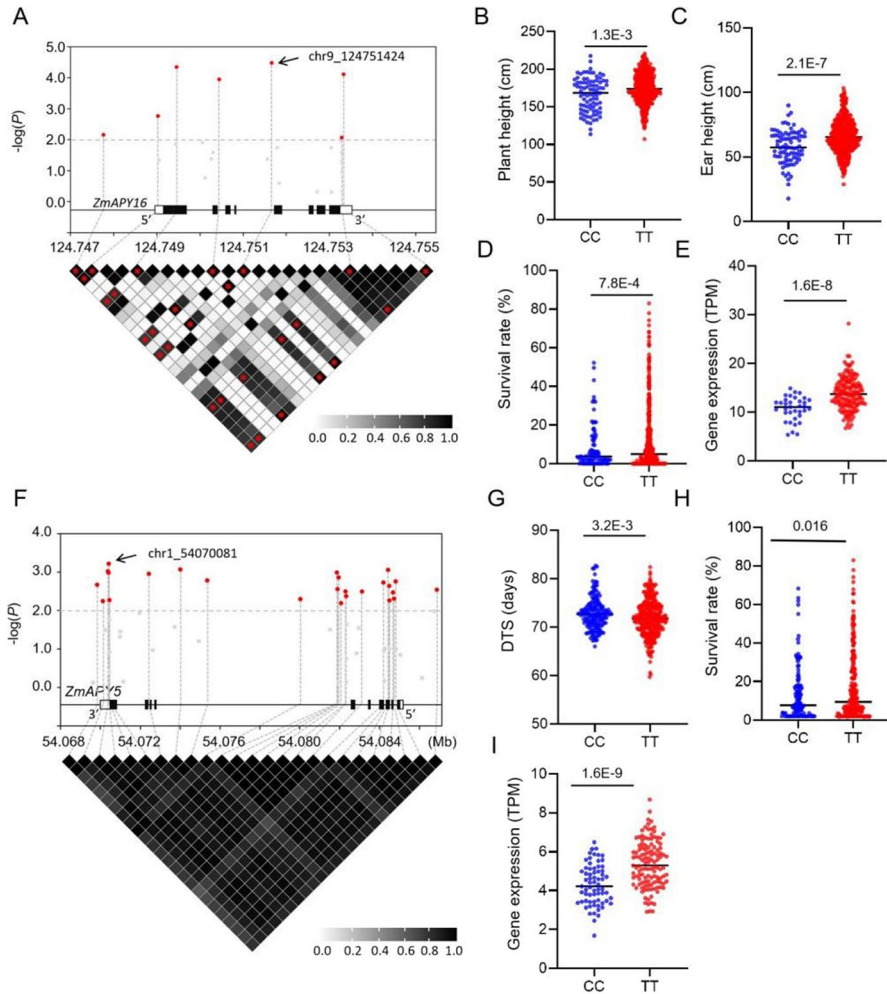 A
5.0
4.0
3.0
2.0
1.0
0.0
-log(P)
chr9_124751424
ZmAPY16
5’
3’
124.747
124.749
124.751
124.753
124.755
0.0
0.2
0.4
0.6
0.8
1.0
B
1.3E-3
Plant height (cm)
250
200
150
100
50
0
CC
TT
C
2.1E-7
Ear height (cm)
150
100
50
0
CC
TT
D
7.8E-4
Survival rate (%)
100
80
60
40
20
0
CC
TT
E
1.6E-8
Gene expression (TPM)
40
30
20
10
0
CC
TT
F
4.0
3.0
2.0
1.0
0.0
-log(P)
chr1_54070081
3’
5’
54.068
54.072
54.076
54.080
54.084
(Mb)
0.0
0.2
0.4
0.6
0.8
1.0
G
3.2E-3
DTS (days)
90
80
70
60
50
CC
TT
H
0.016
Survival rate (%)
100
80
60
40
20
0
CC
TT
I
1.6E-9
Gene expression (TPM)
10
8
6
4
2
0
CC
TT